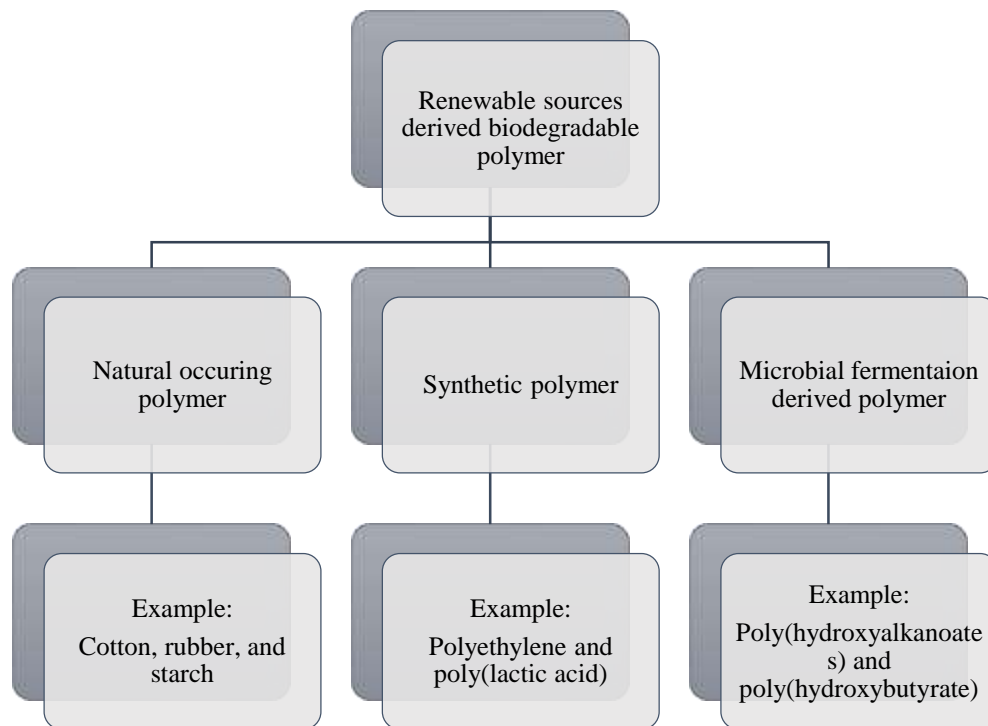 Renewable sources
derived biodegradable
polymer
Natural occuring
polymer
Synthetic polymer
Microbial fermentaion
derived polymer
Example:
Cotton, rubber, and
starch
Example:
Polyethylene and
poly(lactic acid)
Example:
Poly(hydroxyalkanoate
s) and
poly(hydroxybutyrate)